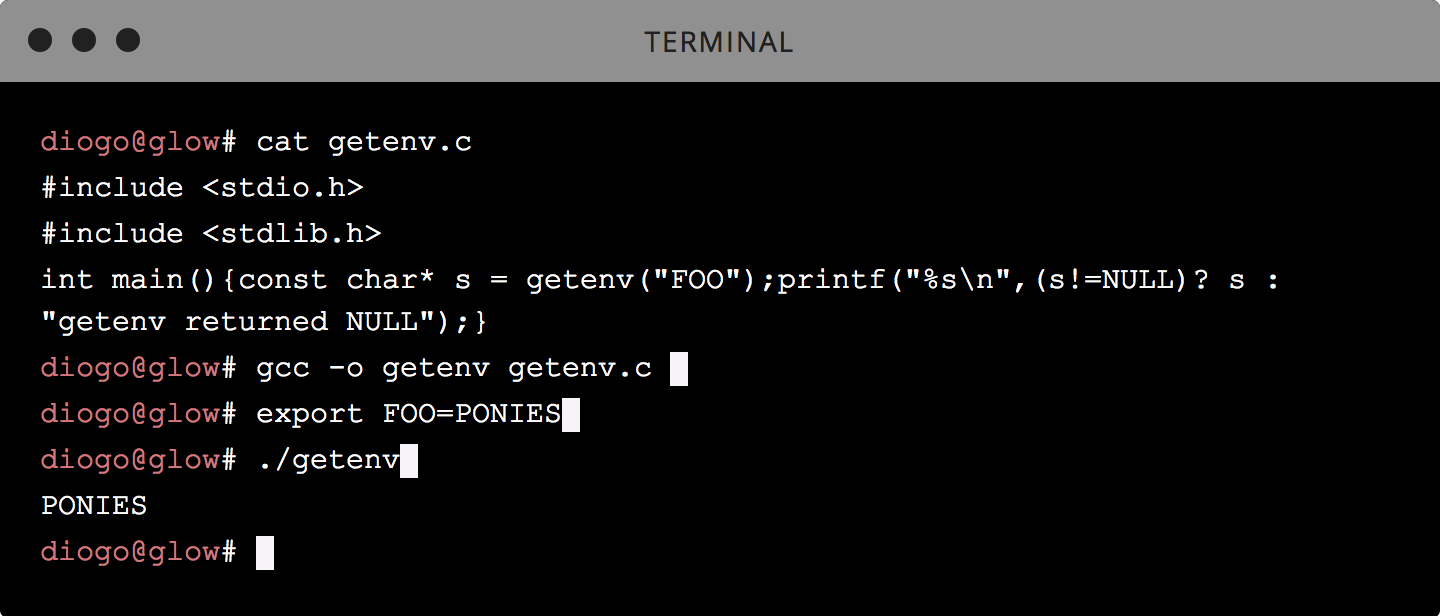 TERMINAL
diogo@glow# cat getenv.c
#include <stdio.h>
#include <stdlib.h>
int main(){const char* s = getenv("FOO");printf("%s\n",(s!=NULL)? s :
"getenv returned NULL");}
diogo@glow# gcc -o getenv getenv.c
diogo@glow# export FOO=PONIES
diogo@glow# ./getenv
PONIES
diogo@glow#